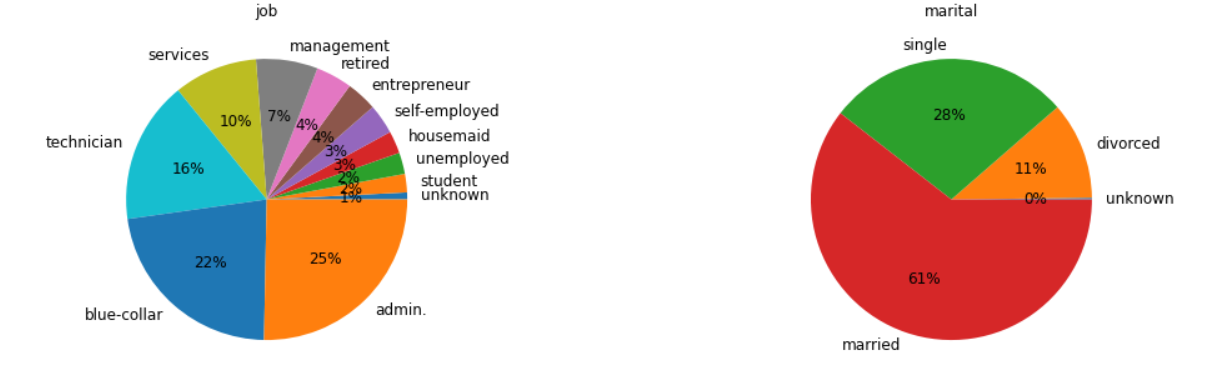 job
management
services
retired
entrepreneur
7%
self-employed
10%
4%
4%
housemaid
technician
3%
unemployed
16%
3%
2%
student
2%
unknown
1%
22%
25%
admin.
blue-collar
marital
single
28%
divorced
11%
0%
unknown
61%
married